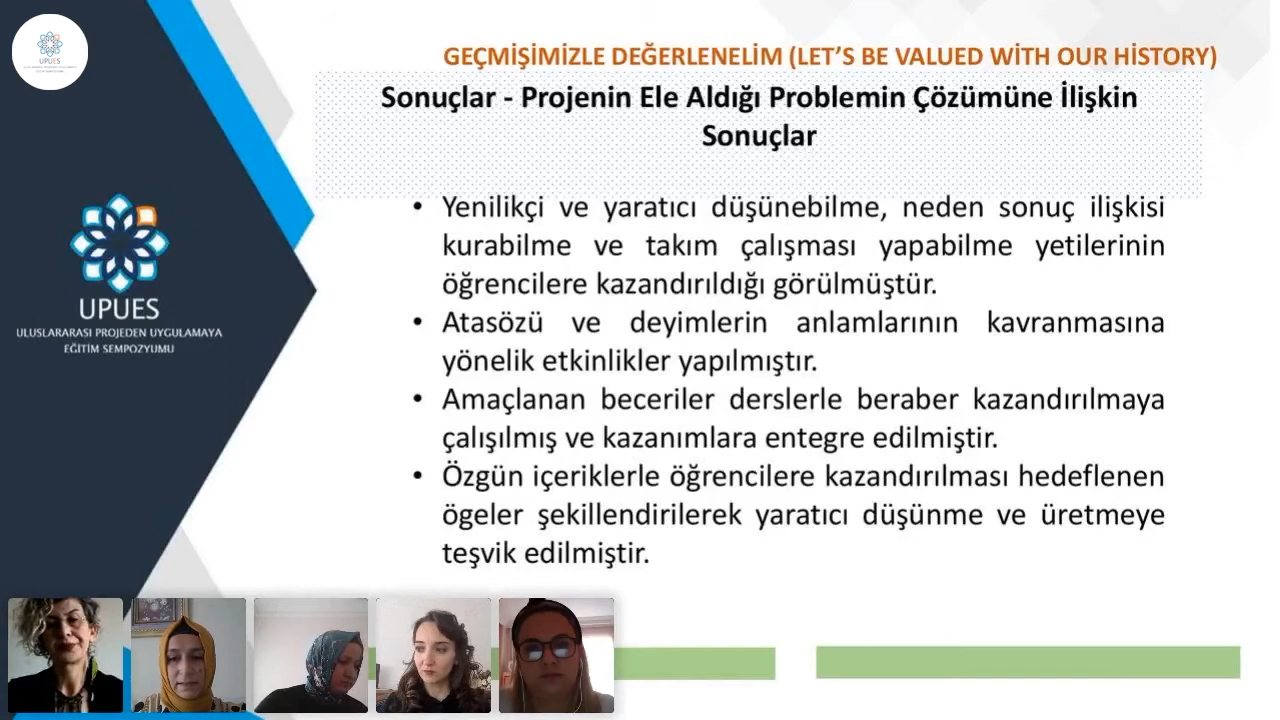 UPUES
GEÇMİŞİMİZLE DEĞERLENELİM (LET’S BE VALUED WİTH OUR HİSTORY)
Sonuçlar - Projenin Ele Aldığı Problemin Çözümüne İlişkin
Sonuçlar
• Yenilikçi ve yaratıcı düşünebilme, neden sonuç ilişkisi
kurabilme ve takım çalışması yapabilme yetilerinin
öğrencilere kazandırıldığı görülmüştür.
• Atasözü ve deyimlerin anlamlarının kavranmasına
yönelik etkinlikler yapılmıştır.
• Amaçlanan beceriler derslerle beraber kazandırılmaya
çalışılmış ve kazanımlara entegre edilmiştir.
• Özgün içeriklerle öğrencilere kazandırılması hedeflenen
ögeler şekillendirilerek yaratıcı düşünme ve üretmeye
teşvik edilmiştir.
UPUES
ULUSLARARASI PROJEDEN UYGULAMAYA
EĞİTİM SEMPOZYUMU